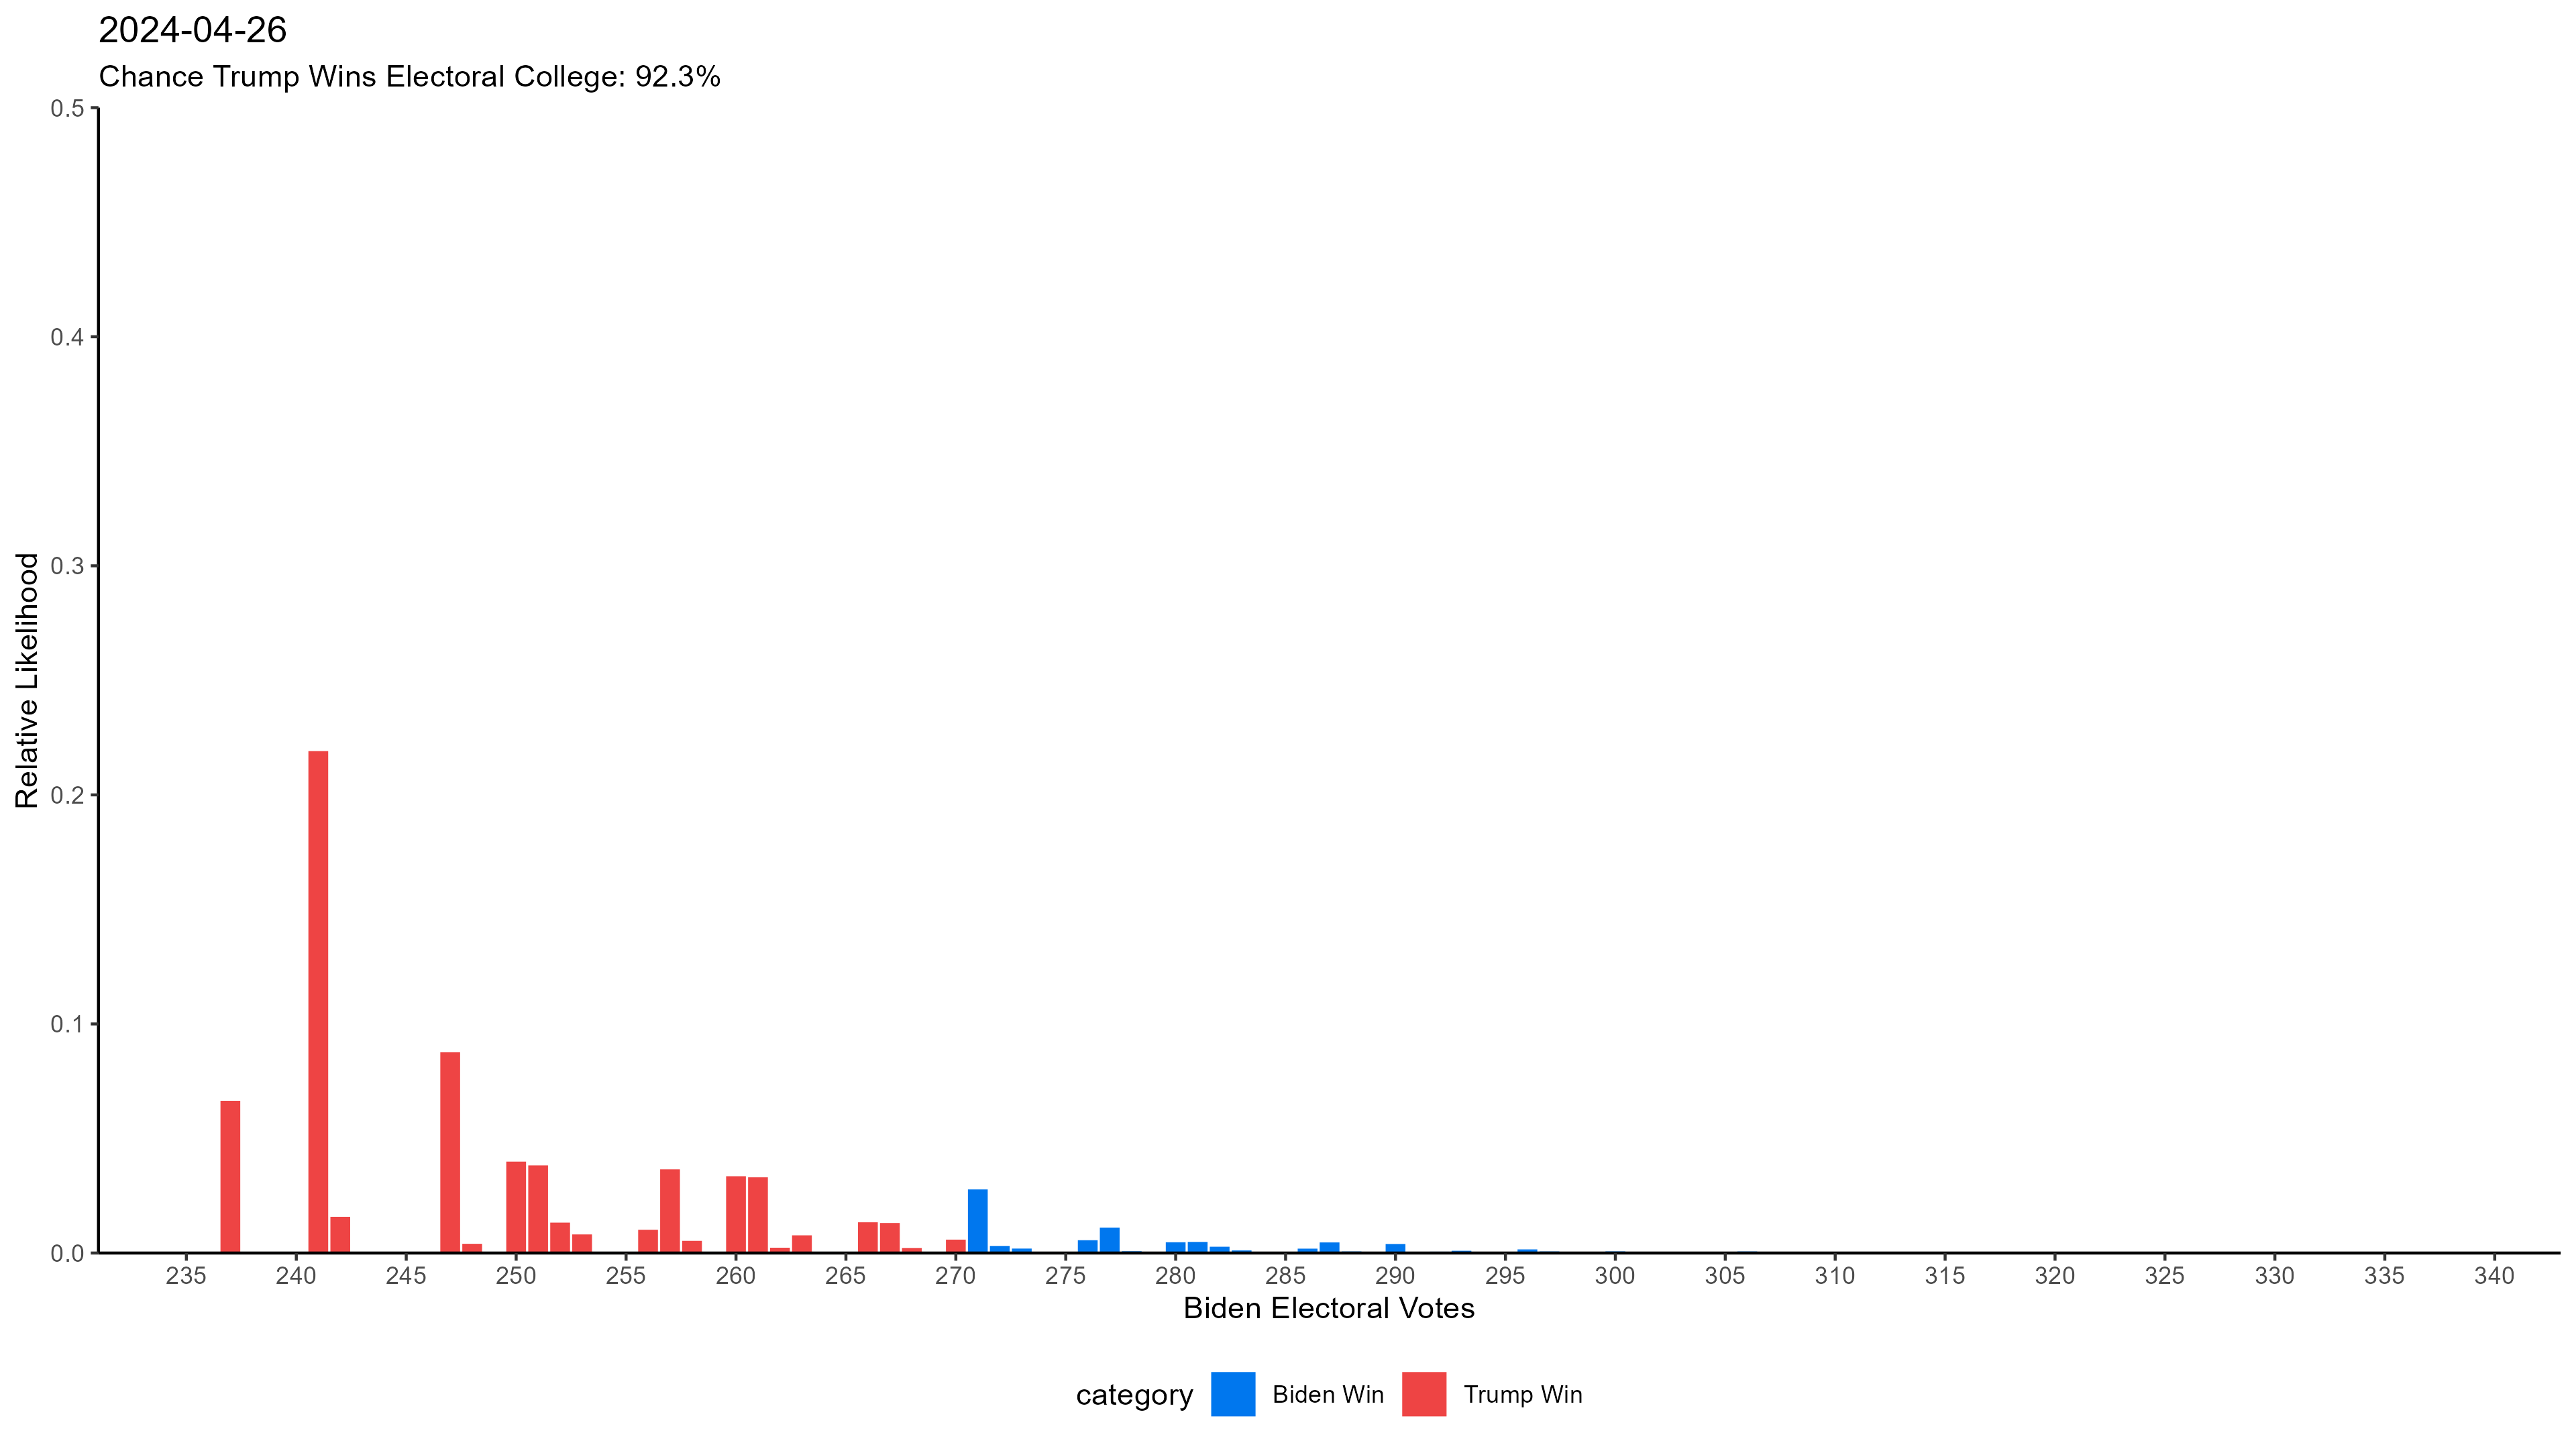 2024-04-26
Chance Trump Wins Electoral College: 92.3%
0.5
0.4
0.3
0.2
0.1
0.0
Relative Likelihood
235 240 245 250 255 260 265 270 275 280 285 290 295 300 305 310 315 320 325 330 335 340
Biden Electoral Votes
category Biden Win Trump Win